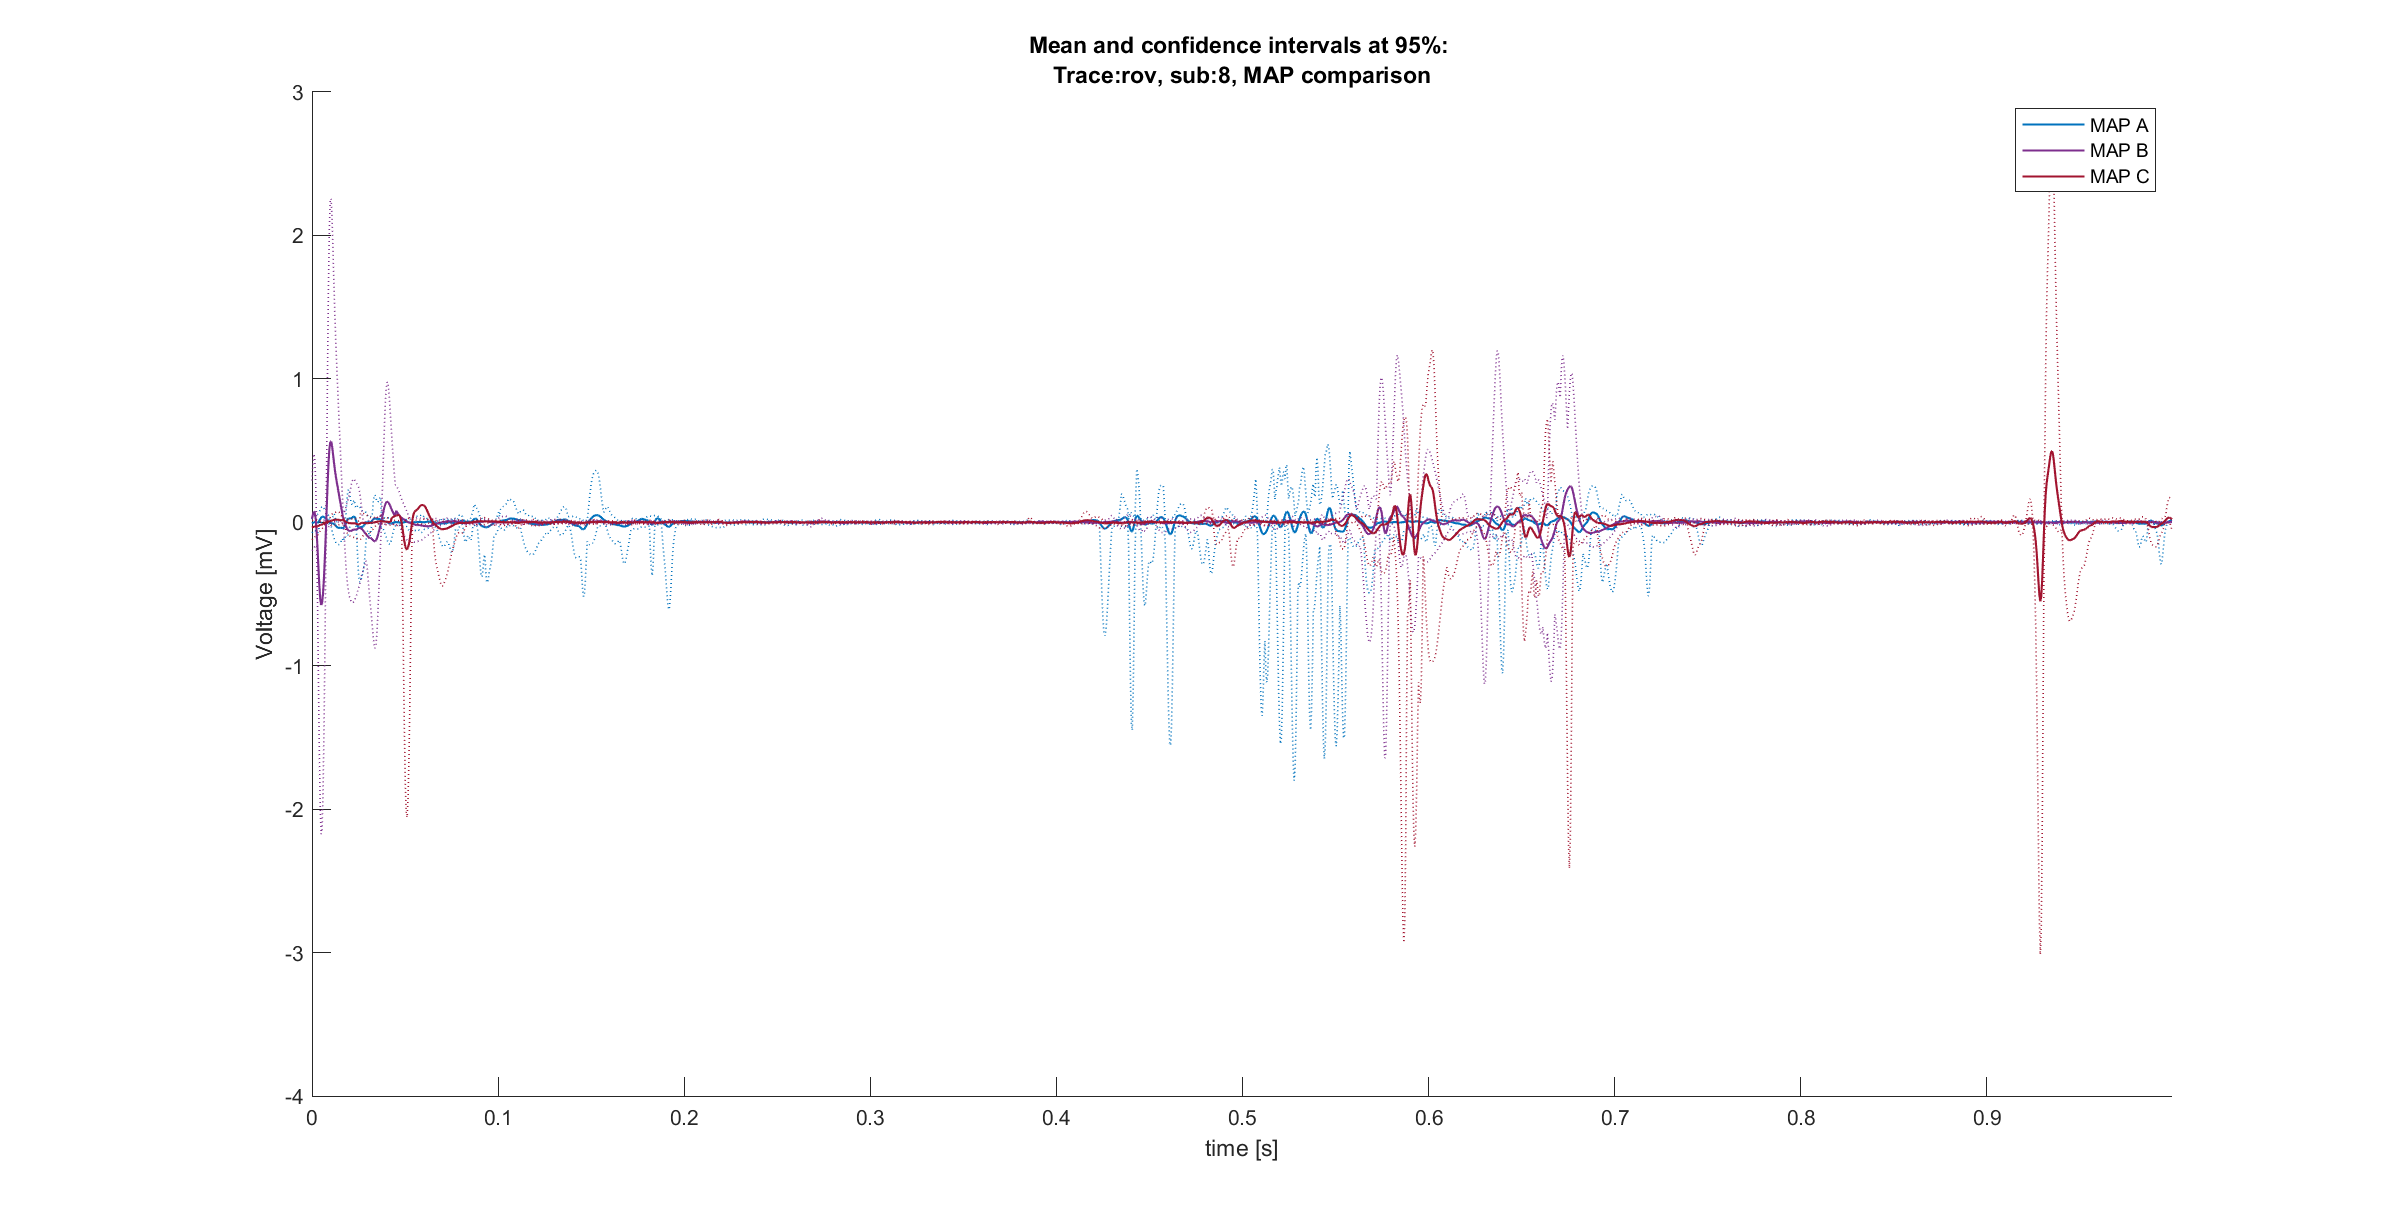 Mean and confidence intervals at 95%:
Trace:rov, sub:8, MAP comparison
MAP A
MAP B
MAP C
Voltage [mV]
3
2
1
0
-1
-2
-3
-4
0
0.1
0.2
0.3
0.4
0.5
0.6
0.7
0.8
0.9
time [s]